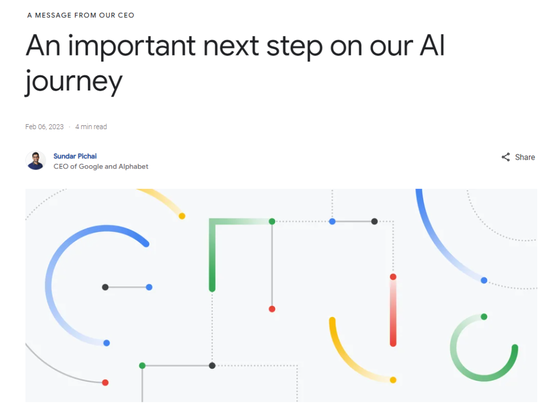 A MESSAGE FROM OUR CEO
An important next step on our AI
journey
Feb 06, 2023 · 4 min read
Sundar Pichai
CEO of Google and Alphabet
Share